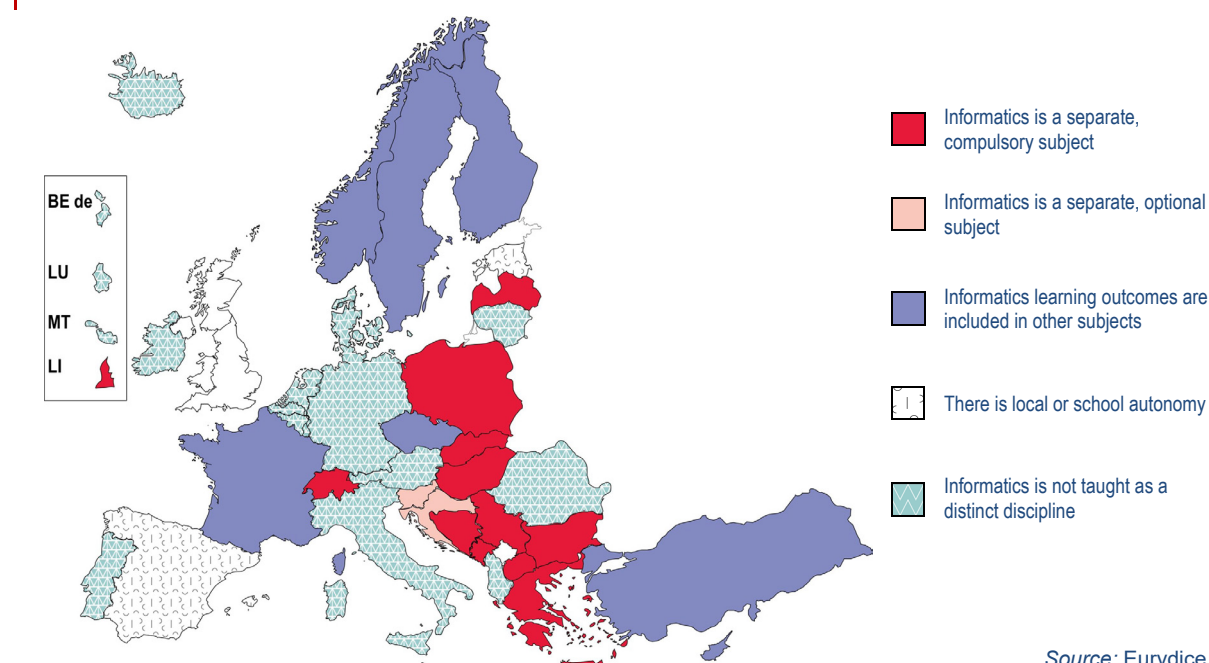 BE de
LU
MT
LI
Informatics is a separate,
compulsory subject
Informatics is a separate, optional
subject
Informatics learning outcomes are
included in other subjects
There is local or school autonomy
Informatics is not taught as a
distinct discipline
Source: Eurydice